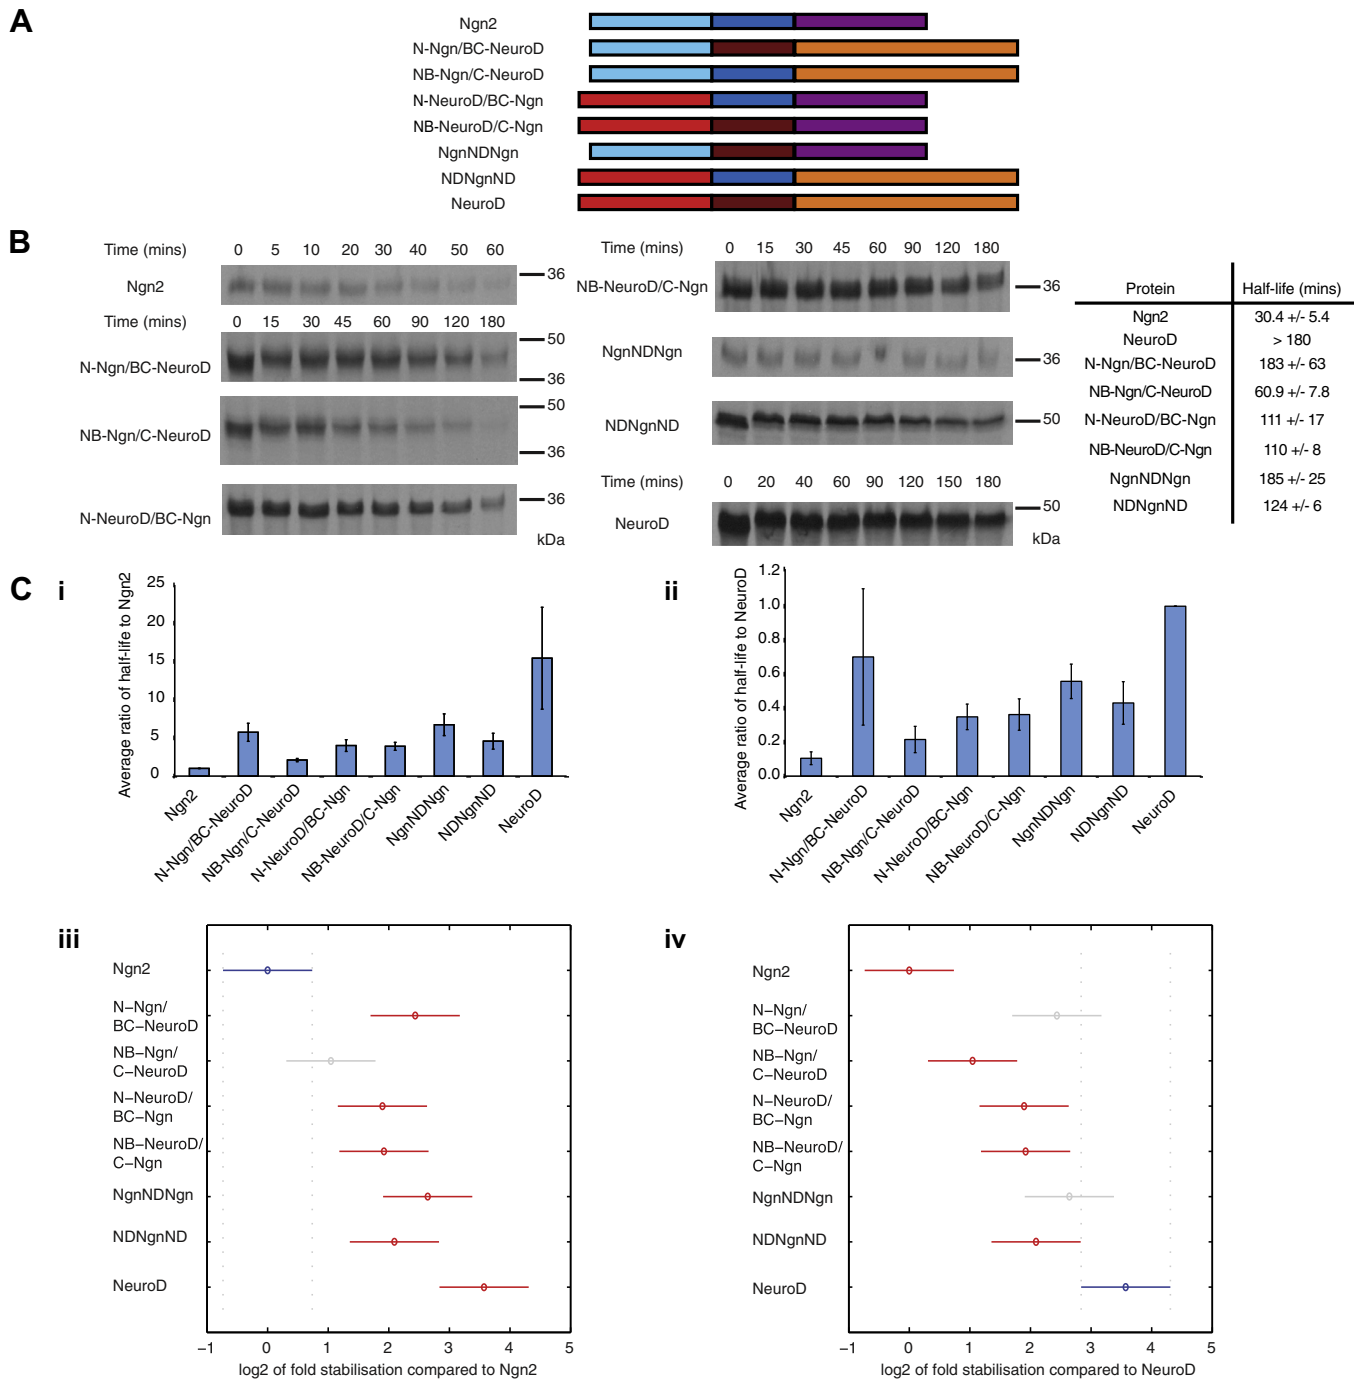 A
Ngn2
N-Ngn/BC-NeuroD
NB-Ngn/C-NeuroD
N-NeuroD/BC-Ngn
NB-NeuroD/C-Ngn
NgnNDNgn
NDNgnND
NeuroD
B
Time (mins) 0 5 10 20 30 40 50 60
Ngn2
36
Time (mins) 0 15 30 45 60 90 120 180
N-Ngn/BC-NeuroD
50
36
NB-Ngn/C-NeuroD
50
36
N-NeuroD/BC-Ngn
36
kDa
Time (mins) 0 15 30 45 60 90 120 180
NB-NeuroD/C-Ngn
36
NgnNDNgn
36
NDNgnND
50
Time (mins) 0 20 40 60 90 120 150 180
NeuroD
50
kDa
Protein Half-life (mins)
Ngn2 30.4 +/- 5.4
NeuroD > 180
N-Ngn/BC-NeuroD 183 +/- 63
NB-Ngn/C-NeuroD 60.9 +/- 7.8
N-NeuroD/BC-Ngn 111 +/- 17
NB-NeuroD/C-Ngn 110 +/- 8
NgnNDNgn 185 +/- 25
NDNgnND 124 +/- 6
C
i
Average ratio of half-life to Ngn2
25
20
15
10
5
0
Ngn2
N-Ngn/BC-NeuroD
NB-Ngn/C-NeuroD
N-NeuroD/BC-Ngn
NB-NeuroD/C-Ngn
NgnNDNgn
NDNgnND
NeuroD
ii
Average ratio of half-life to NeuroD
1.2
1.0
0.8
0.6
0.4
0.2
0.0
Ngn2
N-Ngn/BC-NeuroD
NB-Ngn/C-NeuroD
N-NeuroD/BC-Ngn
NB-NeuroD/C-Ngn
NgnNDNgn
NDNgnND
NeuroD
iii
Ngn2
N−Ngn/
BC−NeuroD
NB−Ngn/
C−NeuroD
N−NeuroD/
BC−Ngn
NB−NeuroD/
C−Ngn
NgnNDNgn
NDNgnND
NeuroD
−1 0 1 2 3 4 5
log2 of fold stabilisation compared to Ngn2
iv
Ngn2
N−Ngn/
BC−NeuroD
NB−Ngn/
C−NeuroD
N−NeuroD/
BC−Ngn
NB−NeuroD/
C−Ngn
NgnNDNgn
NDNgnND
NeuroD
−1 0 1 2 3 4 5
log2 of fold stabilisation compared to NeuroD